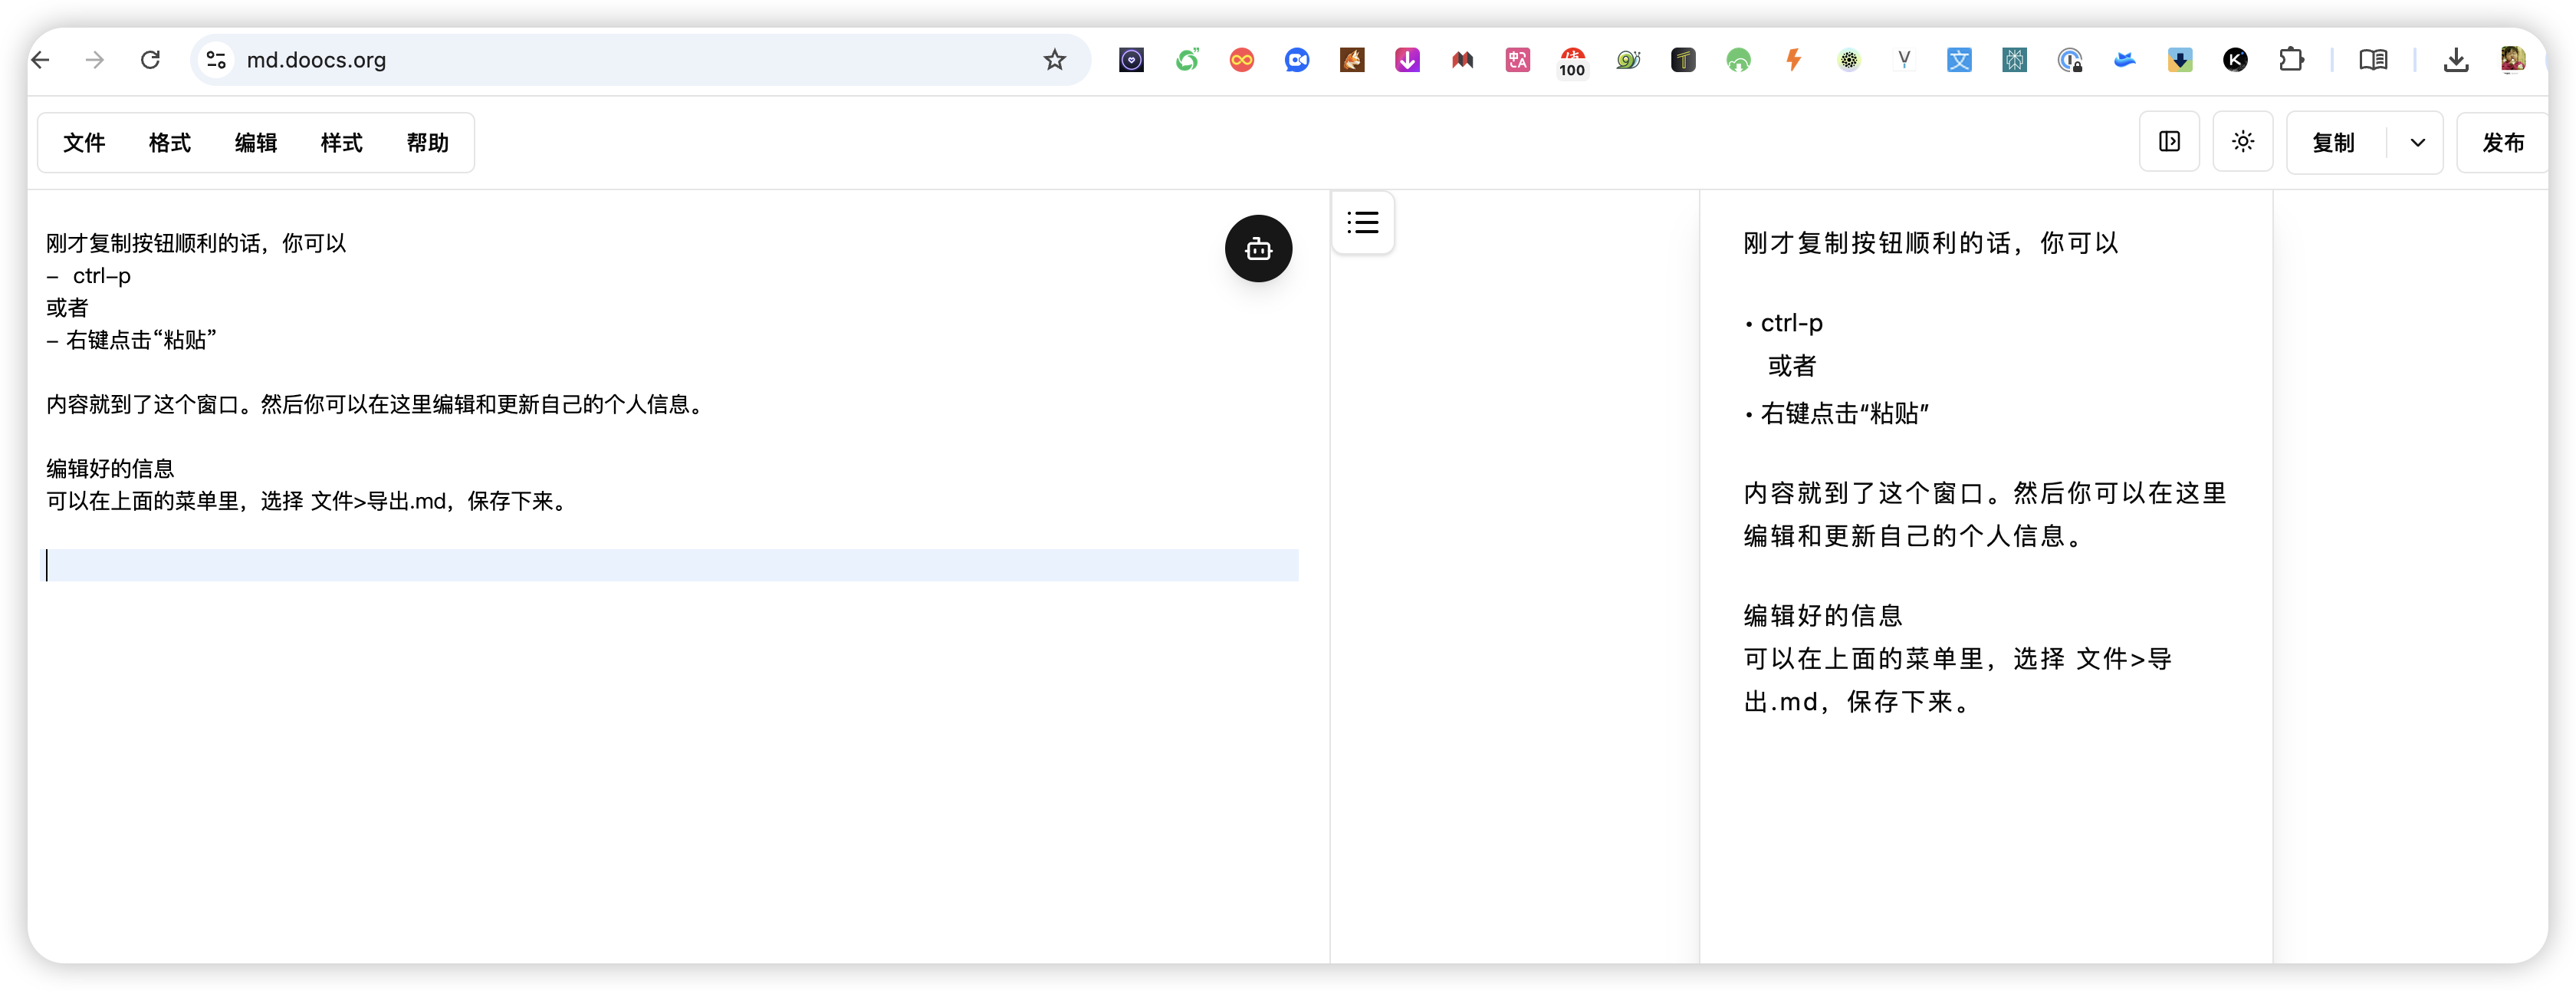 md.doocs.org
100
文件 格式 编辑 样式 帮助
复制
发布
刚才复制按钮顺利的话，你可以
- ctrl-p
或者
- 右键点击“粘贴”
内容就到了这个窗口。然后你可以在这里编辑和更新自己的个人信息。
编辑好的信息
可以在上面的菜单里，选择 文件>导出.md，保存下来。
刚才复制按钮顺利的话，你可以
• ctrl-p
或者
• 右键点击“粘贴”
内容就到了这个窗口。然后你可以在这里
编辑和更新自己的个人信息。
编辑好的信息
可以在上面的菜单里，选择 文件>导
出.md，保存下来。